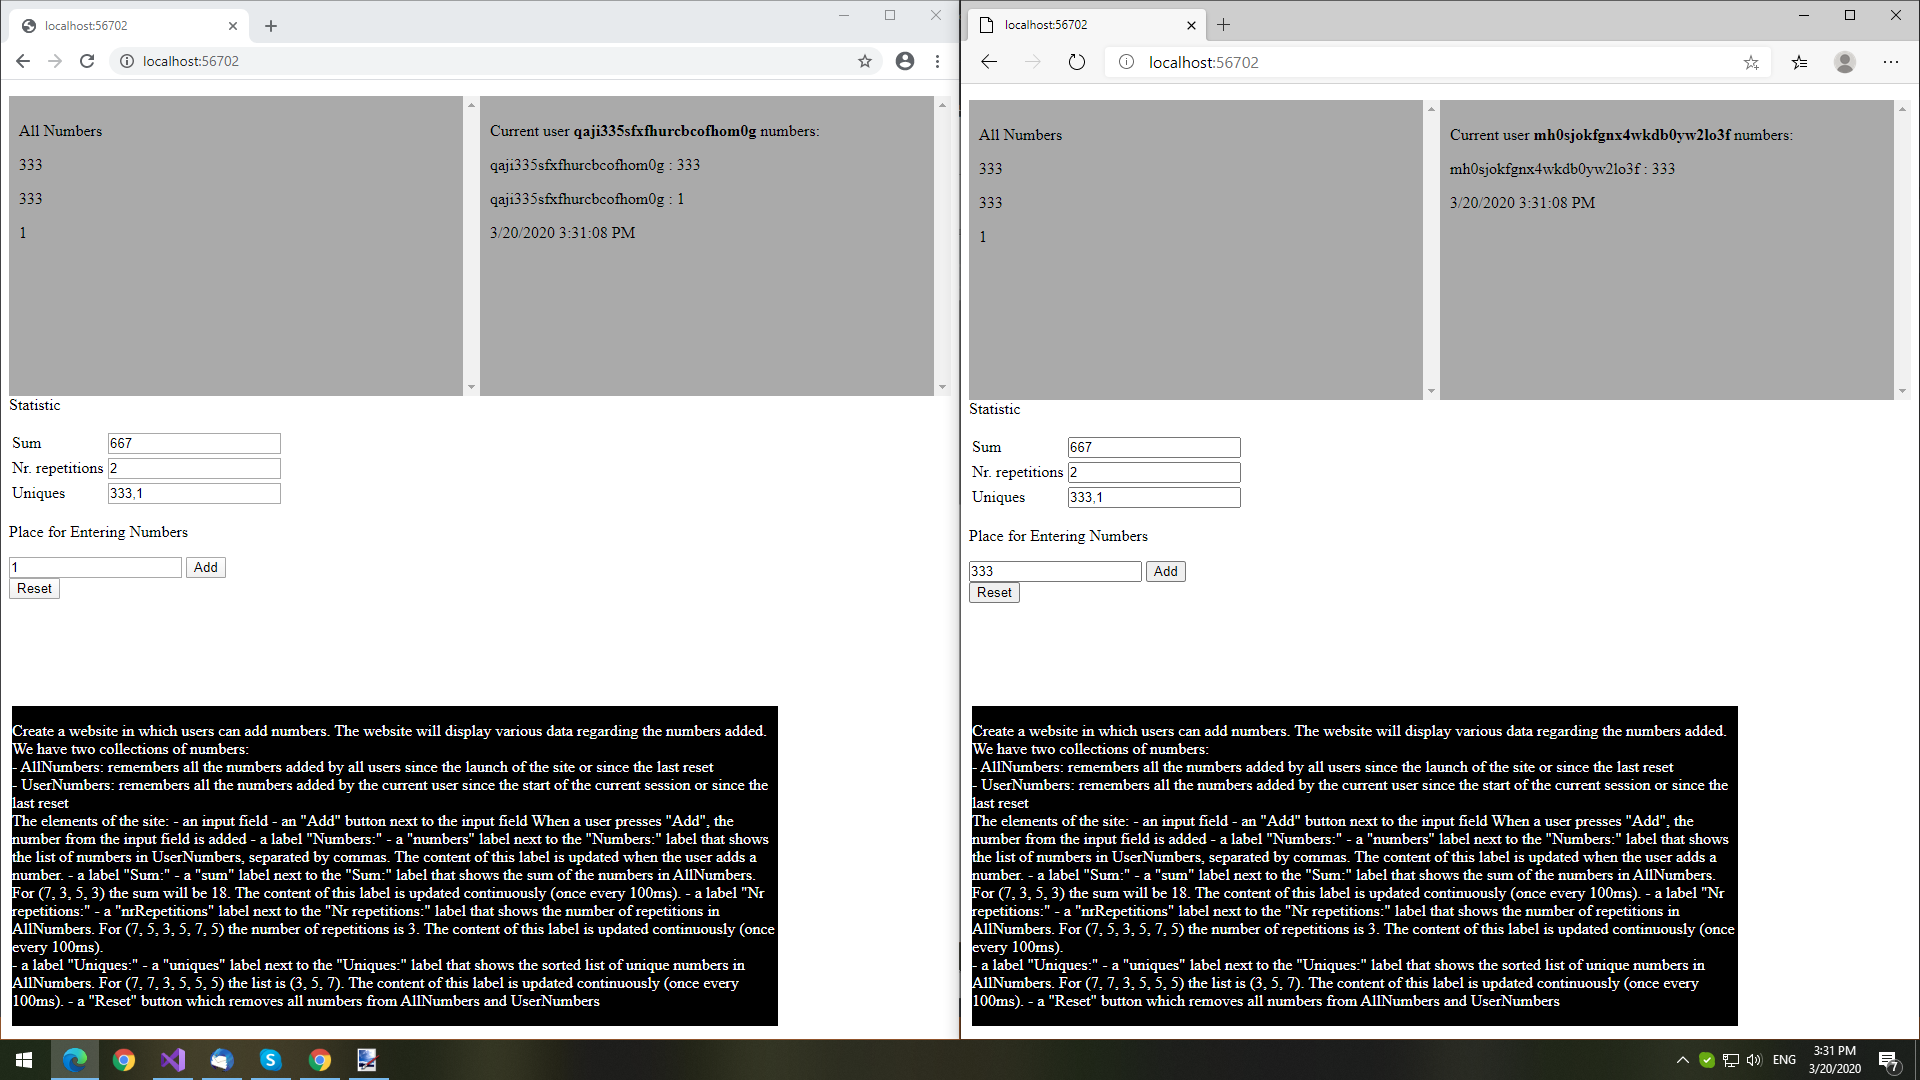 localhost:56702
localhost:56702
All Numbers
333
333
1
Current user qaji335sfxfhurcbcofhom0g numbers:
qaji335sfxfhurcbcofhom0g : 333
qaji335sfxfhurcbcofhom0g : 1
3/20/2020 3:31:08 PM
Statistic
Sum 667
Nr. repetitions 2
Uniques 333,1
Place for Entering Numbers
1 Add
Reset
Create a website in which users can add numbers. The website will display various data regarding the numbers added.
We have two collections of numbers:
- AllNumbers: remembers all the numbers added by all users since the launch of the site or since the last reset
- UserNumbers: remembers all the numbers added by the current user since the start of the current session or since the
last reset
The elements of the site: - an input field - an "Add" button next to the input field When a user presses "Add", the
number from the input field is added - a label "Numbers:" - a "numbers" label next to the "Numbers:" label that shows
the list of numbers in UserNumbers, separated by commas. The content of this label is updated when the user adds a
number. - a label "Sum:" - a "sum" label next to the "Sum:" label that shows the sum of the numbers in AllNumbers.
For (7, 3, 5, 3) the sum will be 18. The content of this label is updated continuously (once every 100ms). - a label "Nr
repetitions:" - a "nrRepetitions" label next to the "Nr repetitions:" label that shows the number of repetitions in
AllNumbers. For (7, 5, 3, 5, 7, 5) the number of repetitions is 3. The content of this label is updated continuously (once
every 100ms).
- a label "Uniques:" - a "uniques" label next to the "Uniques:" label that shows the sorted list of unique numbers in
AllNumbers. For (7, 7, 3, 5, 5, 5) the list is (3, 5, 7). The content of this label is updated continuously (once every
100ms). - a "Reset" button which removes all numbers from AllNumbers and UserNumbers
localhost:56702
localhost:56702
All Numbers
333
333
1
Current user mh0sjokfgnx4wkdb0yw2lo3f numbers:
mh0sjokfgnx4wkdb0yw2lo3f : 333
3/20/2020 3:31:08 PM
Statistic
Sum 667
Nr. repetitions 2
Uniques 333,1
Place for Entering Numbers
333 Add
Reset
Create a website in which users can add numbers. The website will display various data regarding the numbers added.
We have two collections of numbers:
- AllNumbers: remembers all the numbers added by all users since the launch of the site or since the last reset
- UserNumbers: remembers all the numbers added by the current user since the start of the current session or since the
last reset
The elements of the site: - an input field - an "Add" button next to the input field When a user presses "Add", the
number from the input field is added - a label "Numbers:" - a "numbers" label next to the "Numbers:" label that shows
the list of numbers in UserNumbers, separated by commas. The content of this label is updated when the user adds a
number. - a label "Sum:" - a "sum" label next to the "Sum:" label that shows the sum of the numbers in AllNumbers.
For (7, 3, 5, 3) the sum will be 18. The content of this label is updated continuously (once every 100ms). - a label "Nr
repetitions:" - a "nrRepetitions" label next to the "Nr repetitions:" label that shows the number of repetitions in
AllNumbers. For (7, 5, 3, 5, 7, 5) the number of repetitions is 3. The content of this label is updated continuously (once
every 100ms).
- a label "Uniques:" - a "uniques" label next to the "Uniques:" label that shows the sorted list of unique numbers in
AllNumbers. For (7, 7, 3, 5, 5, 5) the list is (3, 5, 7). The content of this label is updated continuously (once every
100ms). - a "Reset" button which removes all numbers from AllNumbers and UserNumbers
ENG
3:31 PM
3/20/2020
7